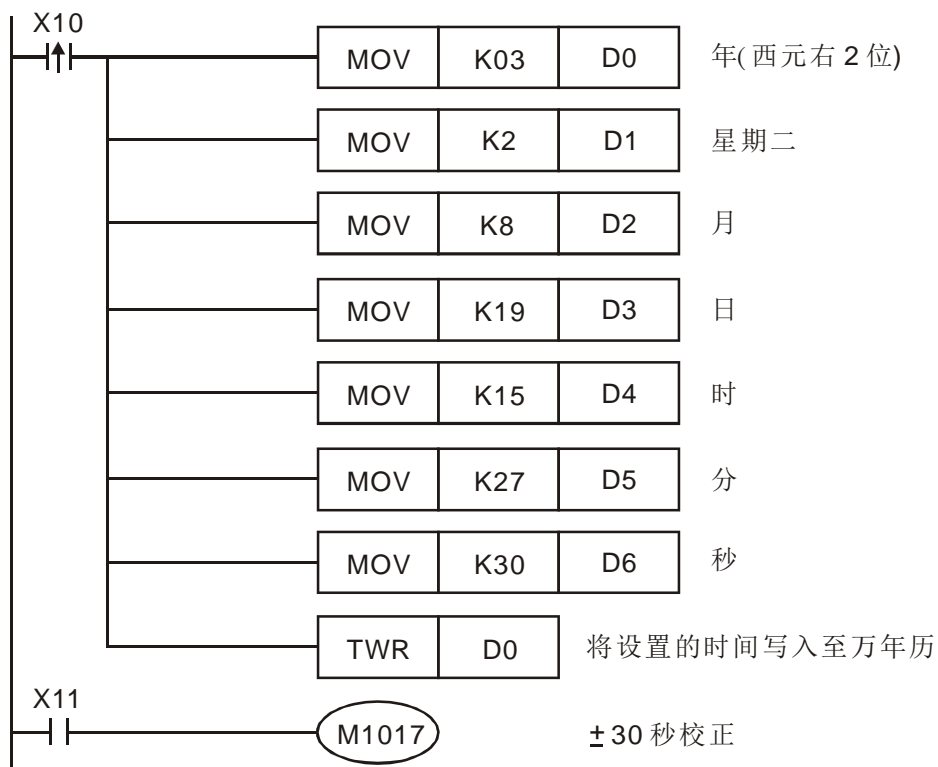 X10
MOV K03 D0 年(西元右2位)
MOV K2 D1 星期二
MOV K8 D2 月
MOV K19 D3 日
MOV K15 D4 时
MOV K27 D5 分
MOV K30 D6 秒
TWR D0 将设置的时间写入至万年历
X11
M1017 ±30秒校正